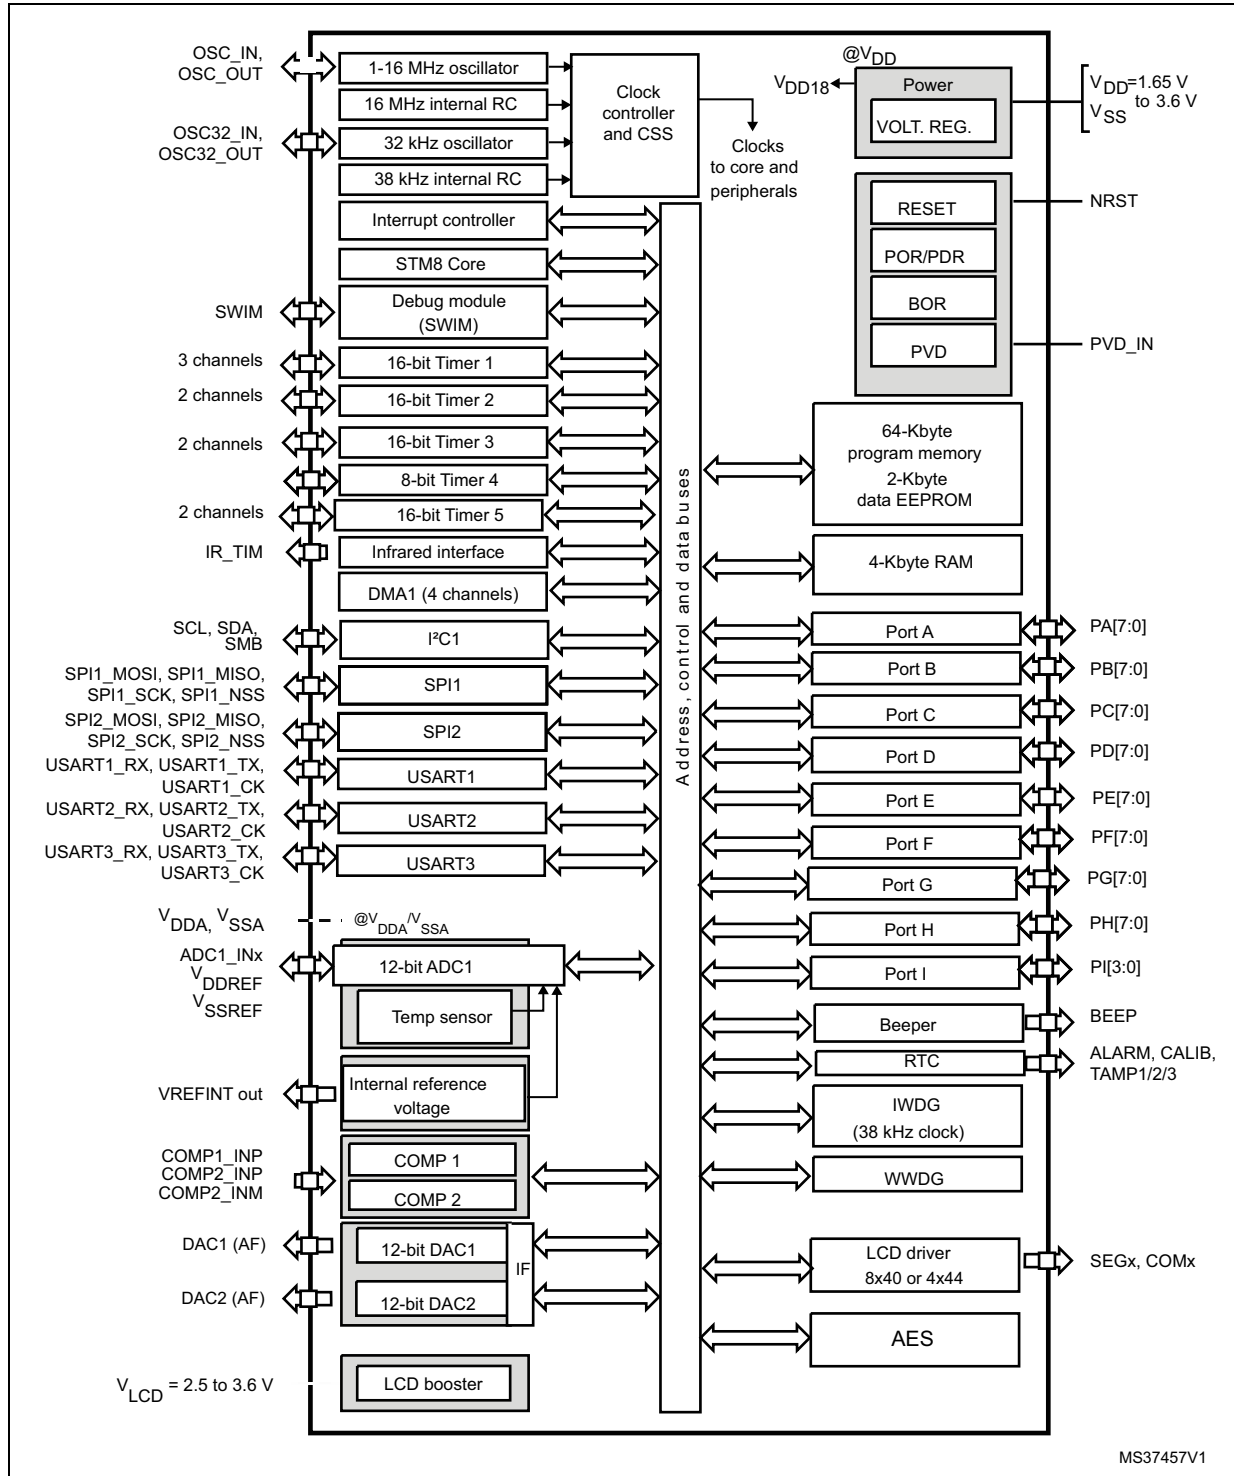 OSC_IN,
OSC_OUT
1-16 MHz oscillator
16 MHz internal RC
OSC32_IN,
OSC32_OUT
32 kHz oscillator
38 kHz internal RC
Clock
controller
and CSS
Clocks
to core and
peripherals
@VDD
VDD18
Power
VOLT. REG.
VDD=1.65 V
to 3.6 V
VSS
RESET
NRST
POR/PDR
BOR
PVD
PVD_IN
Interrupt controller
STM8 Core
SWIM
Debug module
(SWIM)
3 channels
16-bit Timer 1
2 channels
16-bit Timer 2
2 channels
16-bit Timer 3
8-bit Timer 4
2 channels
16-bit Timer 5
IR_TIM
Infrared interface
DMA1 (4 channels)
SCL, SDA,
SMB
I²C1
SPI1_MOSI, SPI1_MISO,
SPI1_SCK, SPI1_NSS
SPI1
SPI2_MOSI, SPI2_MISO,
SPI2_SCK, SPI2_NSS
SPI2
USART1_RX, USART1_TX,
USART1_CK
USART1
USART2_RX, USART2_TX,
USART2_CK
USART2
USART3_RX, USART3_TX,
USART3_CK
USART3
VDDA, VSSA
@VDDA/VSSA
ADC1_INx
VDDREF
VSSREF
12-bit ADC1
Temp sensor
VREFINT out
Internal reference
voltage
COMP1_INP
COMP2_INP
COMP2_INM
COMP 1
COMP 2
DAC1 (AF)
12-bit DAC1
IF
DAC2 (AF)
12-bit DAC2
VLCD = 2.5 to 3.6 V
LCD booster
Address, control and data buses
64-Kbyte
program memory
2-Kbyte
data EEPROM
4-Kbyte RAM
Port A
PA[7:0]
Port B
PB[7:0]
Port C
PC[7:0]
Port D
PD[7:0]
Port E
PE[7:0]
Port F
PF[7:0]
Port G
PG[7:0]
Port H
PH[7:0]
Port I
PI[3:0]
Beeper
BEEP
RTC
ALARM, CALIB,
TAMP1/2/3
IWDG
(38 kHz clock)
WWDG
LCD driver
8x40 or 4x44
SEGx, COMx
AES
MS37457V1